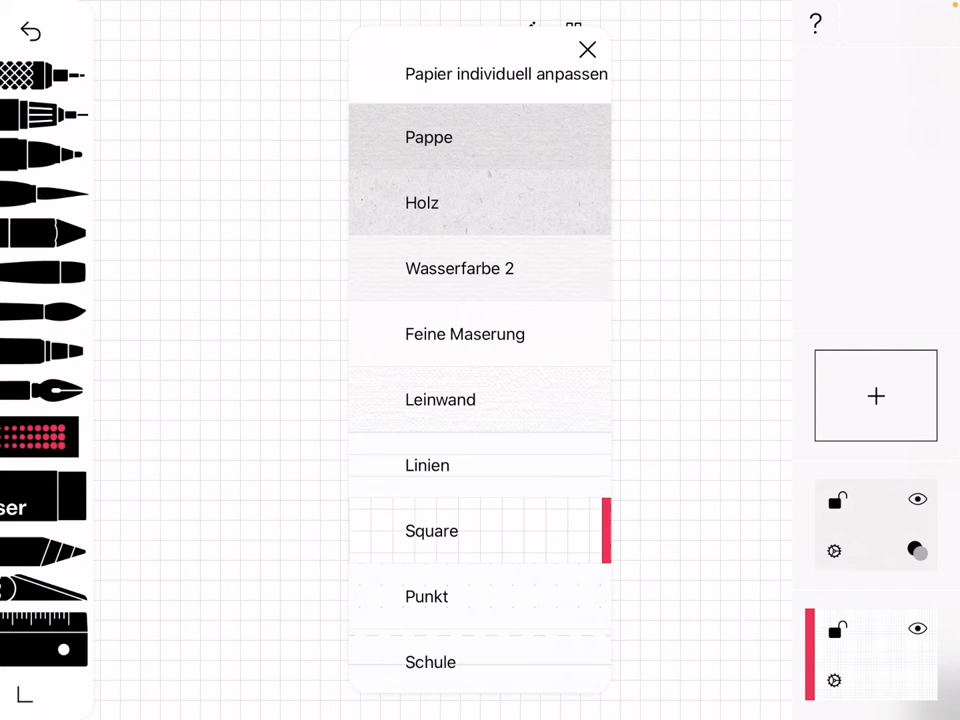 ?
Papier individuell anpassen
Pappe
Holz
Wasserfarbe 2
Feine Maserung
Leinwand
Linien
Square
ser
Punkt
Schule